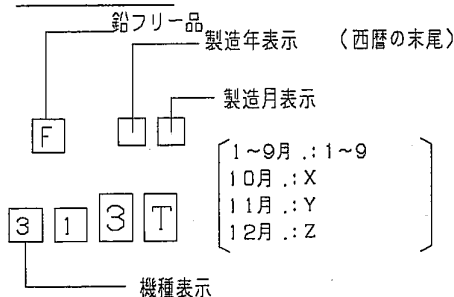 鉛フリー品
製造年表示 (西暦の末尾)
製造月表示
F
1~9月.:1~9
10月.:X
11月.:Y
12月.:Z
3 1 3 T
機種表示